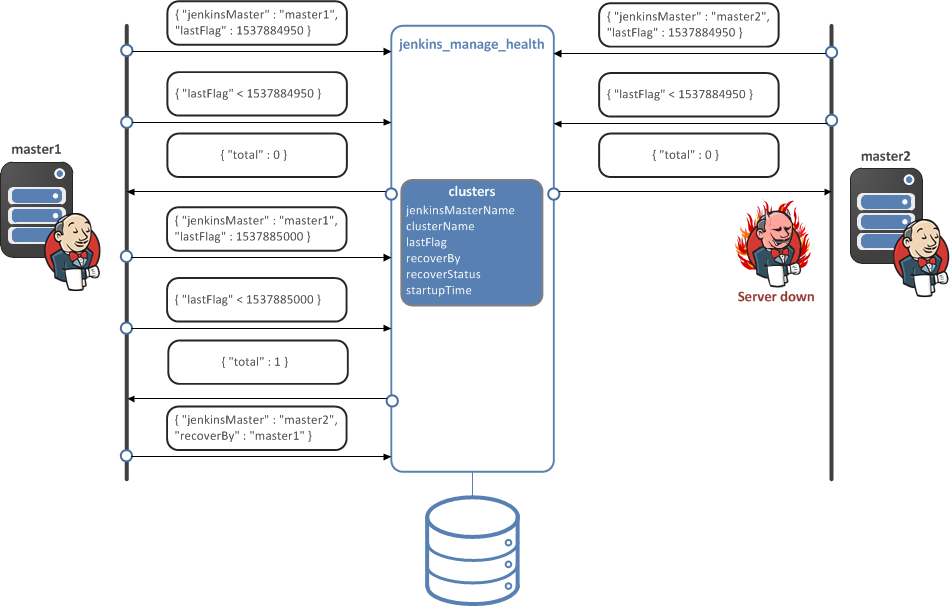 { "jenkinsMaster" : "master1",
"lastFlag" : 1537884950 }
{ "jenkinsMaster" : "master2",
"lastFlag" : 1537884950 }
jenkins_manage_health
{ "lastFlag" < 1537884950 }
{ "lastFlag" < 1537884950 }
master1
{ "total" : 0 }
{ "total" : 0 }
master2
clusters
jenkinsMasterName
clusterName
lastFlag
recoverBy
recoverStatus
startupTime
{ "jenkinsMaster" : "master1",
"lastFlag" : 1537885000 }
Server down
{ "lastFlag" < 1537885000 }
{ "total" : 1 }
{ "jenkinsMaster" : "master2",
"recoverBy" : "master1" }